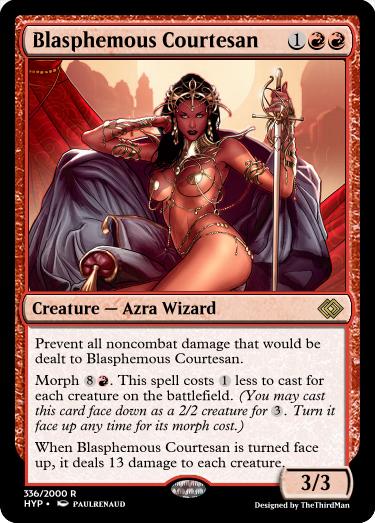 Blasphemous Courtesan 1
Creature — Azra Wizard
Prevent all noncombat damage that would be
dealt to Blasphemous Courtesan.
Morph 8 . This spell costs 1 less to cast for
each creature on the battlefield. (You may cast
this card face down as a 2/2 creature for 3 . Turn it
face up any time for its morph cost.)
When Blasphemous Courtesan is turned face
up, it deals 13 damage to each creature.
3/3
336/2000 R
HYP • PAULRENAUD
Designed by TheThirdMan